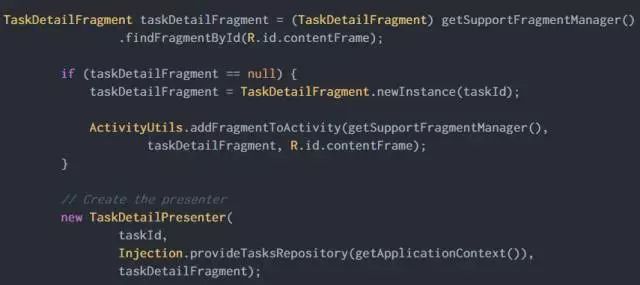 TaskDetailFragment taskDetailFragment = (TaskDetailFragment) getSupportFragmentManager()
.findFragmentById(R.id.contentFrame);
if (taskDetailFragment == null) {
taskDetailFragment = TaskDetailFragment.newInstance(taskId);
ActivityUtils.addFragmentToActivity(getSupportFragmentManager(),
taskDetailFragment, R.id.contentFrame);
}
// Create the presenter
new TaskDetailPresenter(
taskId,
Injection.provideTasksRepository(getApplicationContext()),
taskDetailFragment);